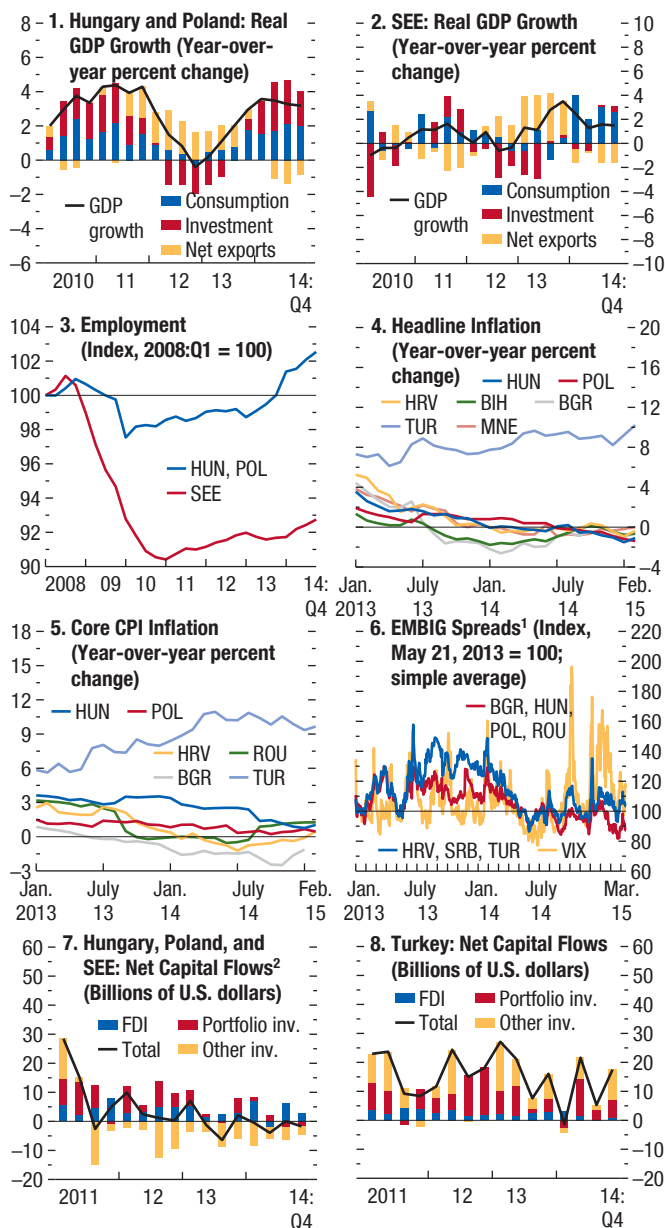 1. Hungary and Poland: Real
GDP Growth (Year-over-
year percent change)
8
6
4
2
0
−2
−4
−6
GDP
growth
Consumption
Investment
Net exports
2010 11 12 13 14:
Q4
2. SEE: Real GDP Growth
(Year-over-year percent
change)
10
8
6
4
2
0
−2
−4
−6
−8
−10
GDP
growth
Consumption
Investment
Net exports
2010 11 12 13 14:
Q4
3. Employment
(Index, 2008:Q1 = 100)
104
102
100
98
96
94
92
90
HUN, POL
SEE
2008 09 10 11 12 13 14:
Q4
4. Headline Inflation
(Year-over-year percent
change)
20
16
12
8
4
0
−4
HUN POL
HRV BIH BGR
TUR MNE
Jan. July Jan. July Feb.
2013 13 14 14 15
5. Core CPI Inflation
(Year-over-year percent
change)
18
15
12
9
6
3
0
−3
HUN POL
HRV ROU
BGR TUR
Jan. July Jan. July Feb.
2013 13 14 14 15
6. EMBIG Spreads¹ (Index,
May 21, 2013 = 100;
simple average)
220
200
180
160
140
120
100
80
60
BGR, HUN,
POL, ROU
HRV, SRB, TUR VIX
Jan. July Jan. July Mar.
2013 13 14 14 15
7. Hungary, Poland, and
SEE: Net Capital Flows²
(Billions of U.S. dollars)
60
50
40
30
20
10
0
−10
−20
FDI Portfolio inv.
Total Other inv.
2011 12 13 14:
Q4
8. Turkey: Net Capital Flows
(Billions of U.S. dollars)
60
50
40
30
20
10
0
−10
−20
FDI Portfolio inv.
Total Other inv.
2011 12 13 14:
Q4